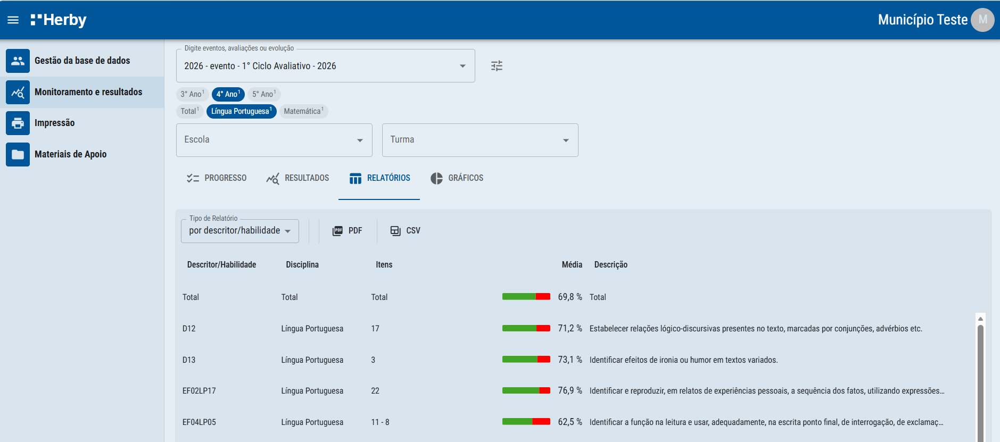 Herby
Município Teste
M
Gestão da base de dados
Monitoramento e resultados
Impressão
Materiais de Apoio
Digite eventos, avaliações ou evolução
2026 - evento - 1° Ciclo Avaliativo - 2026
3° Ano¹ 4° Ano¹ 5° Ano¹
Total¹ Língua Portuguesa¹ Matemática¹
Escola Turma
PROGRESSO RESULTADOS RELATÓRIOS GRÁFICOS
Tipo de Relatório
por descritor/habilidade PDF PDF CSV
Descritor/Habilidade Disciplina Itens Média Descrição
Total Total Total 69,8 % Total
D12 Língua Portuguesa 17 71,2 % Estabelecer relações lógico-discursivas presentes no texto, marcadas por conjunções, advérbios etc.
D13 Língua Portuguesa 3 73,1 % Identificar efeitos de ironia ou humor em textos variados.
EF02LP17 Língua Portuguesa 22 76,9 % Identificar e reproduzir, em relatos de experiências pessoais, a sequência dos fatos, utilizando expressões...
EF04LP05 Língua Portuguesa 11 - 8 62,5 % Identificar a função na leitura e usar, adequadamente, na escrita ponto final, de interrogação, de exclamaç...